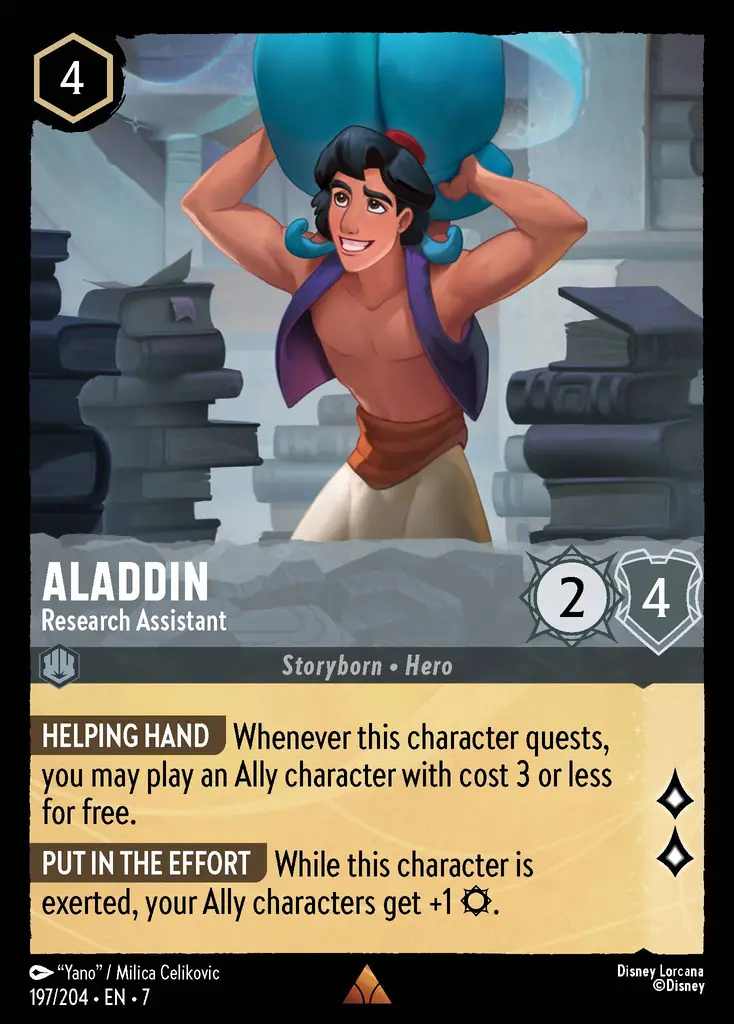 4
ALADDIN
Research Assistant
2
4
Storyborn • Hero
HELPING HAND Whenever this character quests,
you may play an Ally character with cost 3 or less
for free.
PUT IN THE EFFORT While this character is
exerted, your Ally characters get +1 .
"Yano" / Milica Celikovic
197/204 • EN • 7
Disney Lorcana
©Disney